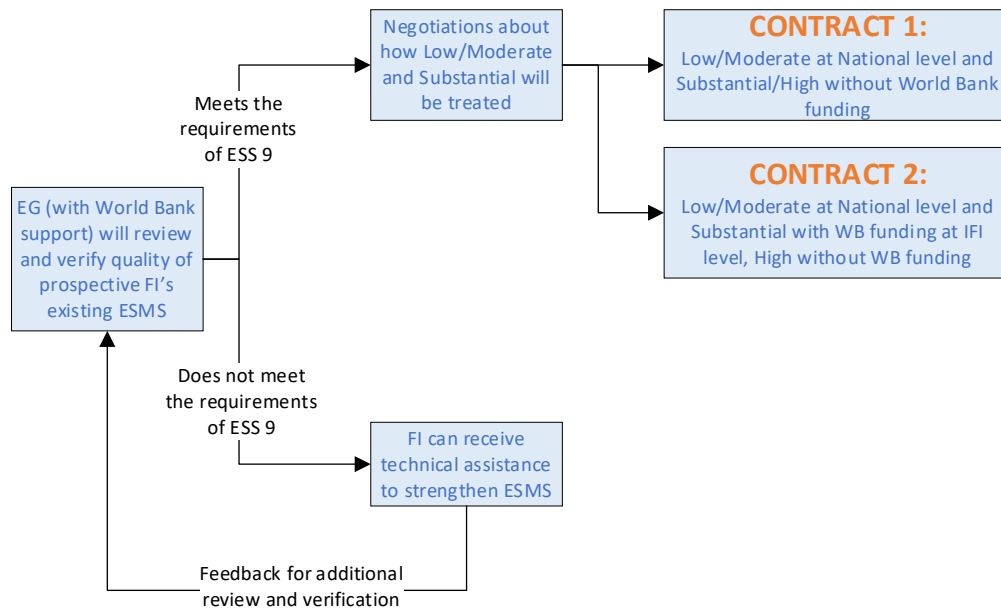 Negotiations about
how Low/Moderate
and Substantial will
be treated
CONTRACT 1:
Low/Moderate at National level and
Substantial/High without World Bank
funding
Meets the
requirements
of ESS 9
CONTRACT 2:
Low/Moderate at National level and
Substantial with WB funding at IFI
level, High without WB funding
EG (with World Bank
support) will review
and verify quality of
prospective FI's
existing ESMS
Does not meet
the requirements
of ESS 9
FI can receive
technical assistance
to strengthen ESMS
Feedback for additional
review and verification